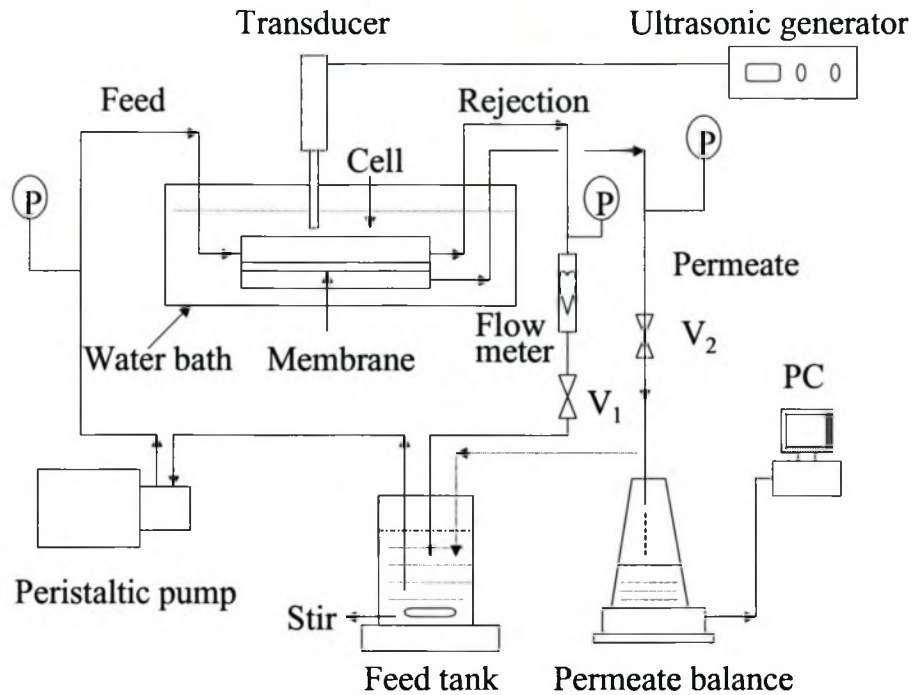 Transducer
Ultrasonic generator
Feed
Rejection
P
Cell
P
P
Permeate
Water bath
Membrane
Flow
meter
V₂
V₁
PC
Peristaltic pump
Stir
Feed tank
Permeate balance